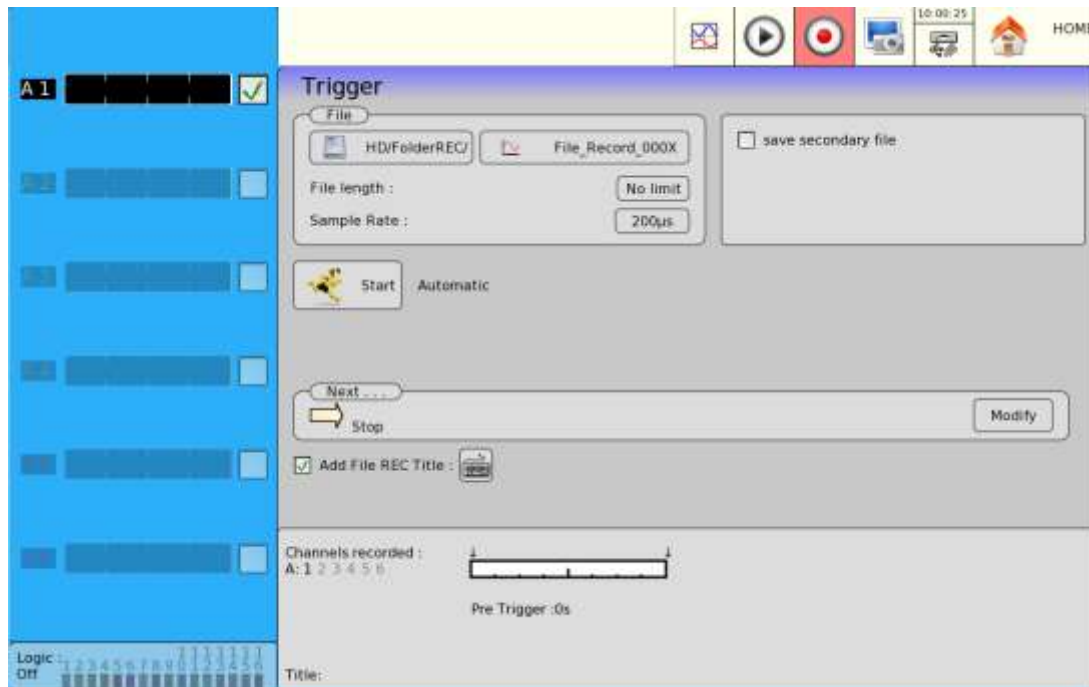 10:00:25
HOME
A 1
Trigger
File
HD/FolderREC/
File_Record_000X
save secondary file
File length :
No limit
Sample Rate :
200µs
Start
Automatic
Next . . .
Stop
Modify
Add File REC Title :
Channels recorded :
A: 1 2 3 4 5 6
Pre Trigger :0s
Logic :
Off
Title: